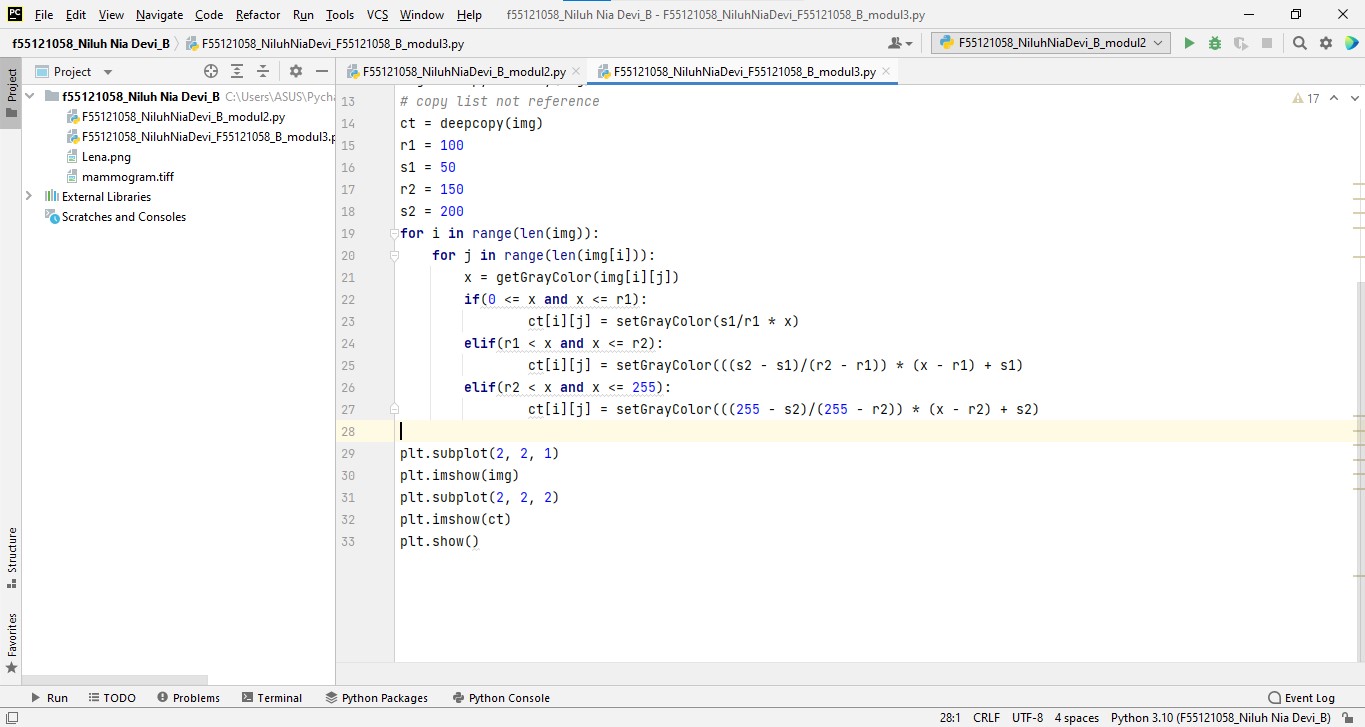 PC File Edit View Navigate Code Refactor Run Tools VCS Window Help f55121058_Niluh Nia Devi_B - F55121058_NiluhNiaDevi_F55121058_B_modul3.py
f55121058_Niluh Nia Devi_B F55121058_NiluhNiaDevi_F55121058_B_modul3.py F55121058_NiluhNiaDevi_B_modul2
Project
Project
F55121058_NiluhNiaDevi_B_modul2.py F55121058_NiluhNiaDevi_F55121058_B_modul3.py
f55121058_Niluh Nia Devi_B C:\Users\ASUS\Pycha
F55121058_NiluhNiaDevi_B_modul2.py
F55121058_NiluhNiaDevi_F55121058_B_modul3.p
Lena.png
mammogram.tiff
External Libraries
Scratches and Consoles
17
13 # copy list not reference
14 ct = deepcopy(img)
15 r1 = 100
16 s1 = 50
17 r2 = 150
18 s2 = 200
19 for i in range(len(img)):
20 for j in range(len(img[i])):
21 x = getGrayColor(img[i][j])
22 if(0 <= x and x <= r1):
23 ct[i][j] = setGrayColor(s1/r1 * x)
24 elif(r1 < x and x <= r2):
25 ct[i][j] = setGrayColor(((s2 - s1)/(r2 - r1)) * (x - r1) + s1)
26 elif(r2 < x and x <= 255):
27 ct[i][j] = setGrayColor(((255 - s2)/(255 - r2)) * (x - r2) + s2)
28
29 plt.subplot(2, 2, 1)
30 plt.imshow(img)
31 plt.subplot(2, 2, 2)
32 plt.imshow(ct)
33 plt.show()
Structure
Favorites
Run TODO Problems Terminal Python Packages Python Console Event Log
28:1 CRLF UTF-8 4 spaces Python 3.10 (F55121058_Niluh Nia Devi_B)